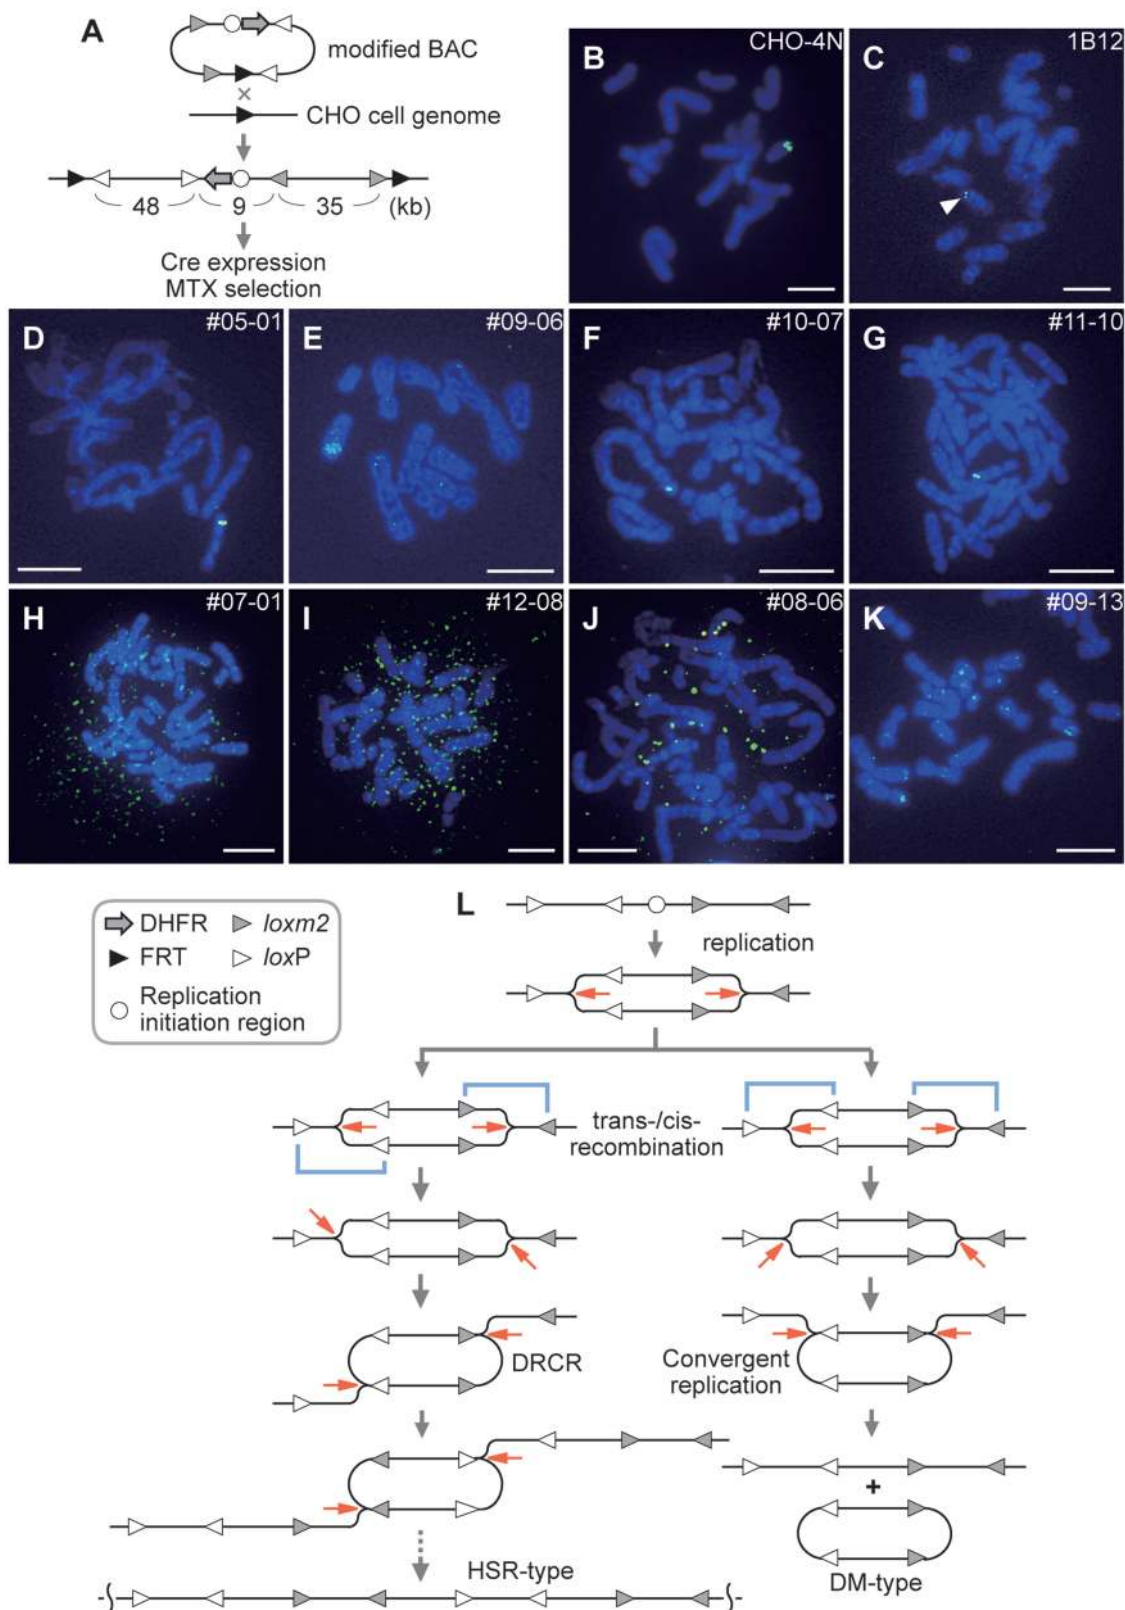 A
modified BAC
×
CHO cell genome
48 9 35 (kb)
Cre expression
MTX selection
B CHO-4N
C 1B12
D #05-01
E #09-06
F #10-07
G #11-10
H #07-01
I #12-08
J #08-06
K #09-13
DHFR loxm2
FRT loxP
Replication
initiation region
L
replication
trans-/cis-
recombination
DRCR
Convergent
replication
+
HSR-type
DM-type